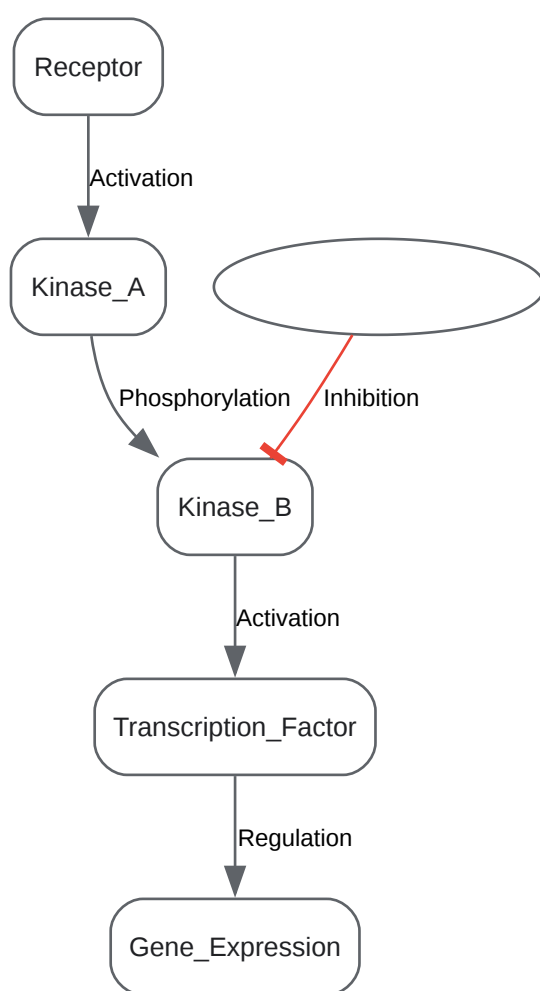 Receptor
Activation
Kinase_A
Phosphorylation
Inhibition
Kinase_B
Activation
Transcription_Factor
Regulation
Gene_Expression